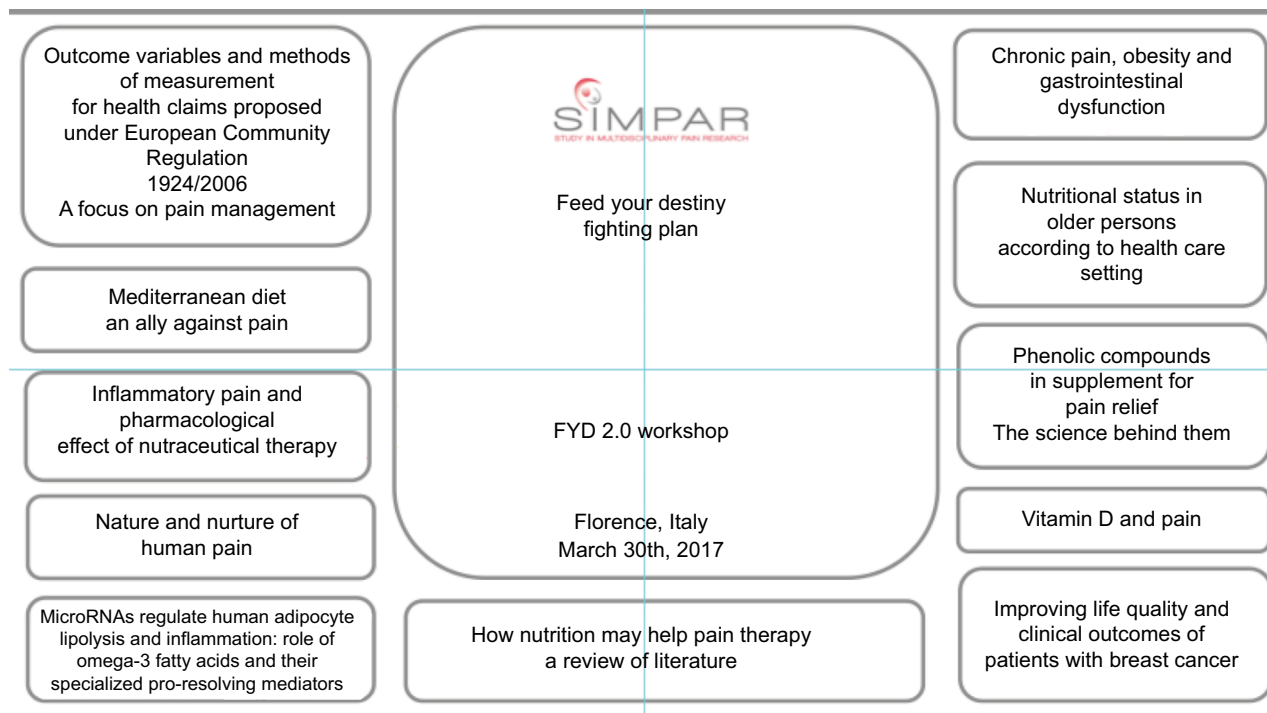 Outcome variables and methods
of measurement
for health claims proposed
under European Community
Regulation
1924/2006
A focus on pain management
Mediterranean diet
an ally against pain
Inflammatory pain and
pharmacological
effect of nutraceutical therapy
Nature and nurture of
human pain
MicroRNAs regulate human adipocyte
lipolysis and inflammation: role of
omega-3 fatty acids and their
specialized pro-resolving mediators
SIMPAR
STUDY IN MULTIDISCIPLINARY PAIN RESEARCH
Feed your destiny
fighting plan
FYD 2.0 workshop
Florence, Italy
March 30th, 2017
How nutrition may help pain therapy
a review of literature
Chronic pain, obesity and
gastrointestinal
dysfunction
Nutritional status in
older persons
according to health care
setting
Phenolic compounds
in supplement for
pain relief
The science behind them
Vitamin D and pain
Improving life quality and
clinical outcomes of
patients with breast cancer